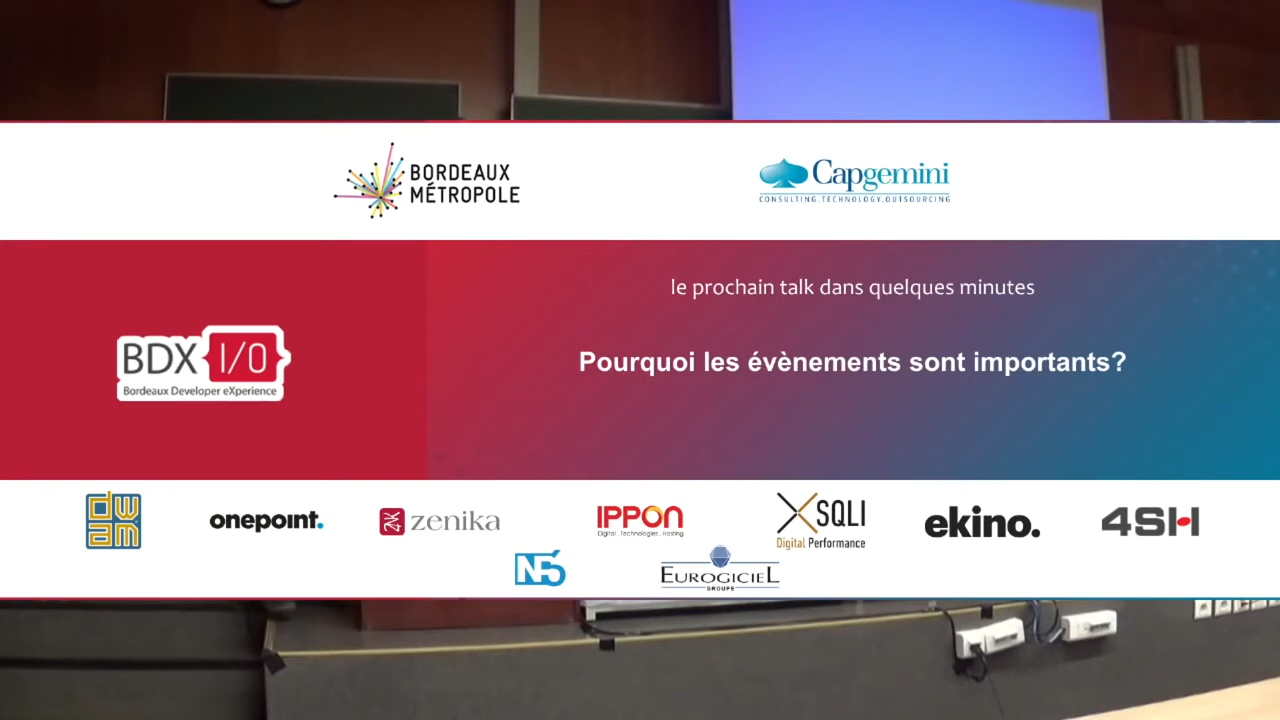 BORDEAUX
MÉTROPOLE
Capgemini
CONSULTING.TECHNOLOGY.OUTSOURCING
le prochain talk dans quelques minutes
Pourquoi les évènements sont importants?
BDX I/O
Bordeaux Developer eXperience
onepoint.
zenika
IPPON
Digital . Technologies . Hosting
SQLI
Digital Performance
ekino.
4SH
EUROGICIEL
GROUPE